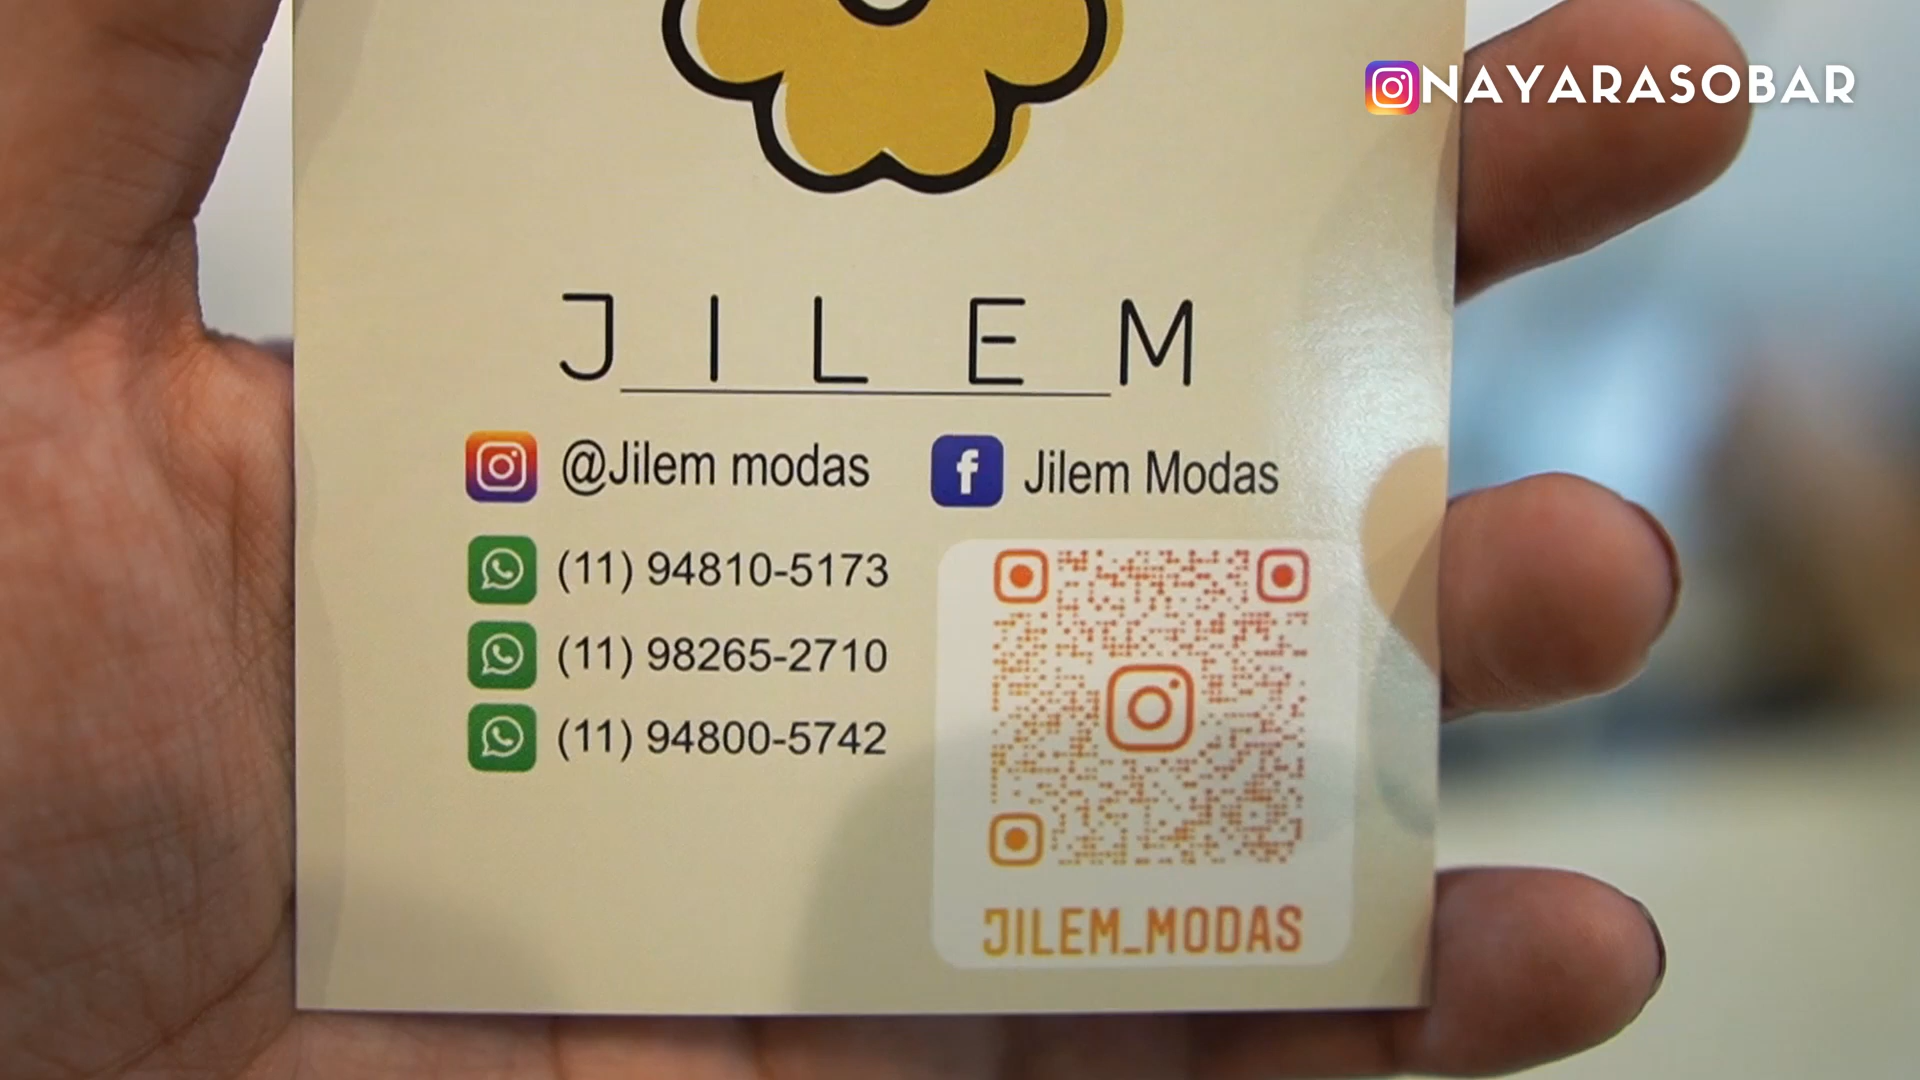 NAYARASOBAR
JILEM
@Jilem modas
Jilem Modas
(11) 94810-5173
(11) 98265-2710
(11) 94800-5742
JILEM_MODAS